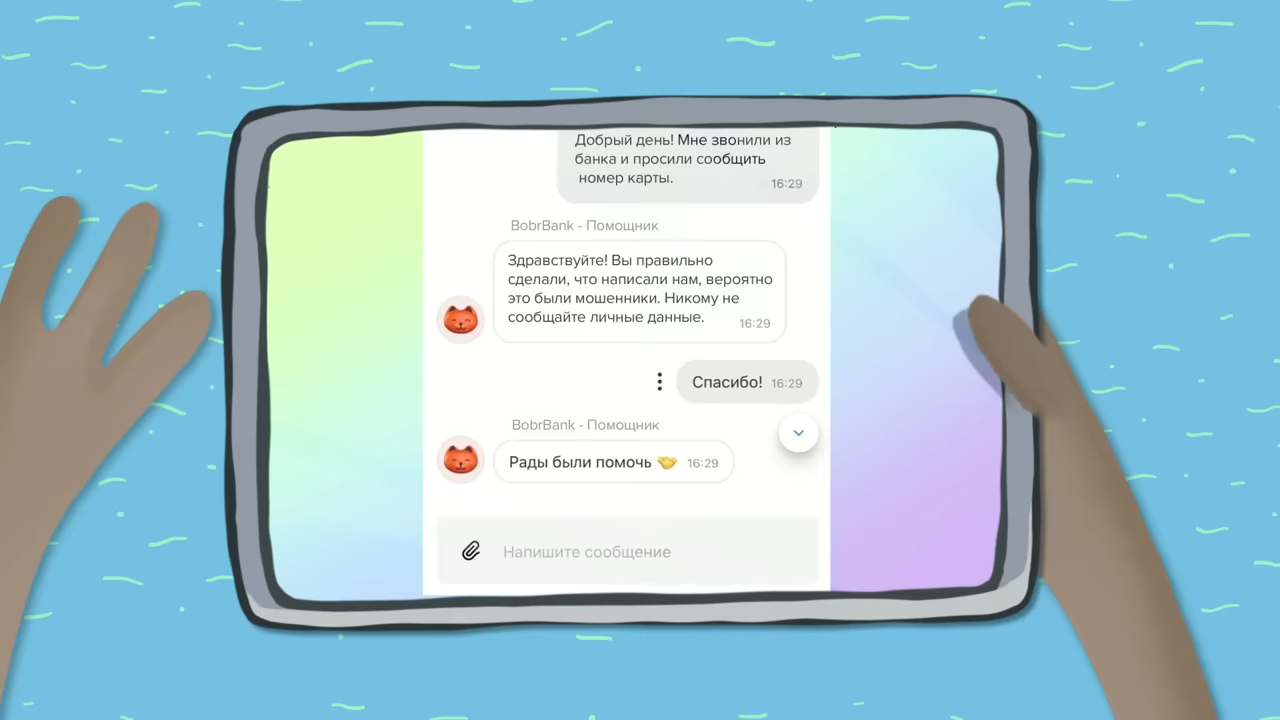 Добрый день! Мне звонили из
банка и просили сообщить
номер карты.
16:29
BobrBank - Помощник
Здравствуйте! Вы правильно
сделали, что написали нам, вероятно
это были мошенники. Никому не
сообщайте личные данные.
16:29
Спасибо! 16:29
BobrBank - Помощник
Рады были помочь 🤝 16:29
Напишите сообщение